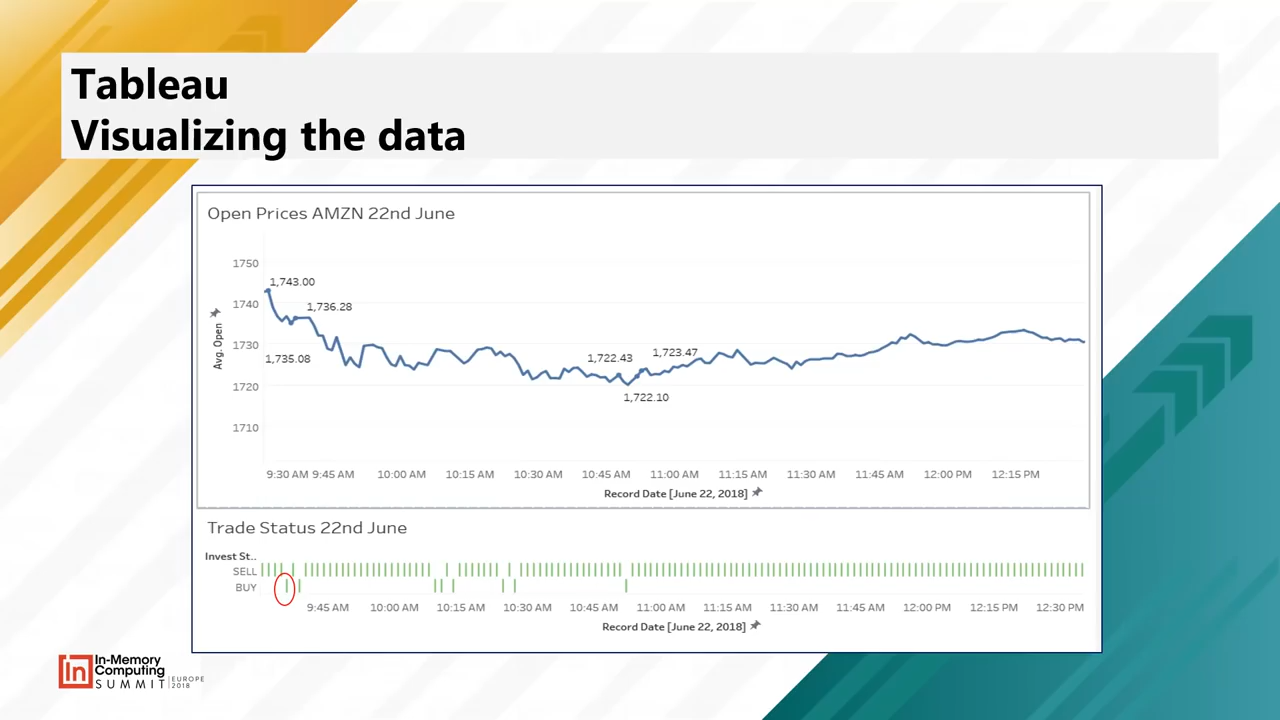 Tableau
Visualizing the data
Open Prices AMZN 22nd June
1750
1740
1730
1720
1710
Avg. Open
1,743.00
1,736.28
1,735.08
1,722.43
1,723.47
1,722.10
9:30 AM 9:45 AM 10:00 AM 10:15 AM 10:30 AM 10:45 AM 11:00 AM 11:15 AM 11:30 AM 11:45 AM 12:00 PM 12:15 PM
Record Date [June 22, 2018]
Trade Status 22nd June
Invest St..
SELL
BUY
9:45 AM 10:00 AM 10:15 AM 10:30 AM 10:45 AM 11:00 AM 11:15 AM 11:30 AM 11:45 AM 12:00 PM 12:15 PM 12:30 PM
Record Date [June 22, 2018]
In
In-Memory
Computing
SUMMIT
EUROPE
2018